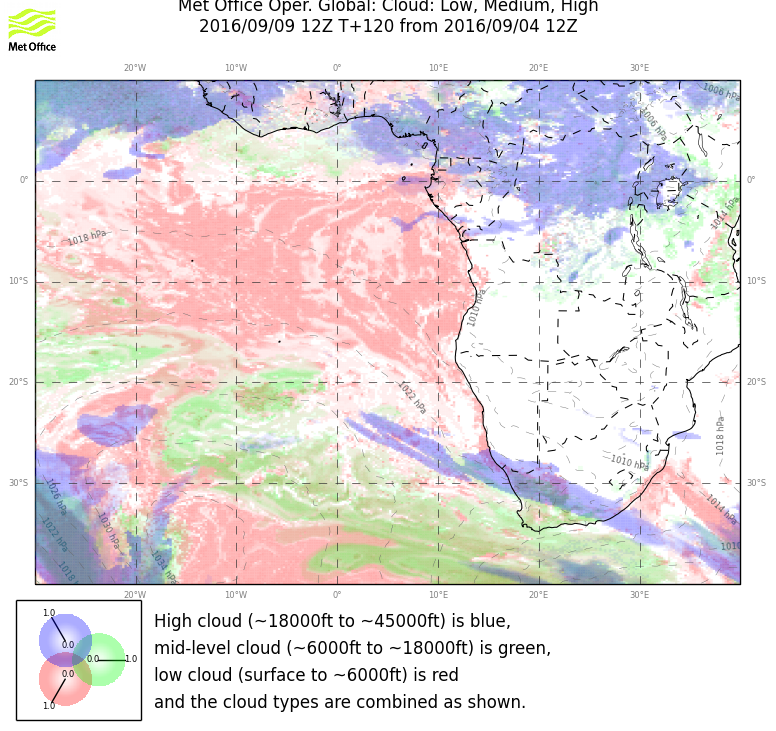 Met Office Oper. Global: Cloud: Low, Medium, High
2016/09/09 12Z T+120 from 2016/09/04 12Z
Met Office
20°W 10°W 0° 10°E 20°E 30°E
1006 hPa
1006 hPa
0° 0°
1014 hPa
1018 hPa
10°S 10°S
1010 hPa
20°S 20°S
1022 hPa
1018 hPa
1010 hPa
30°S 30°S
1026 hPa
1014 hPa
1022 hPa
1030 hPa
1034 hPa
20°W 10°W 0° 10°E 20°E 30°E
1.0
0.0
0.0
1.0
0.0
1.0
High cloud (~18000ft to ~45000ft) is blue,
mid-level cloud (~6000ft to ~18000ft) is green,
low cloud (surface to ~6000ft) is red
and the cloud types are combined as shown.